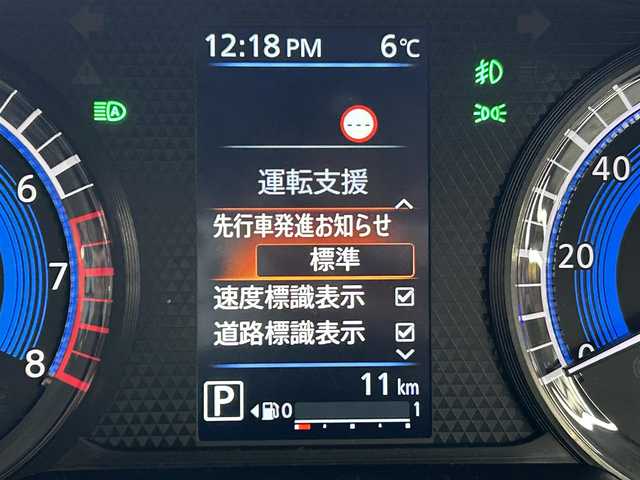 12:18 PM 6℃
---
運転支援
先行車発進お知らせ
標準
速度標識表示
道路標識表示
11 km
P 0 1
6
7
8
40
20
0
A